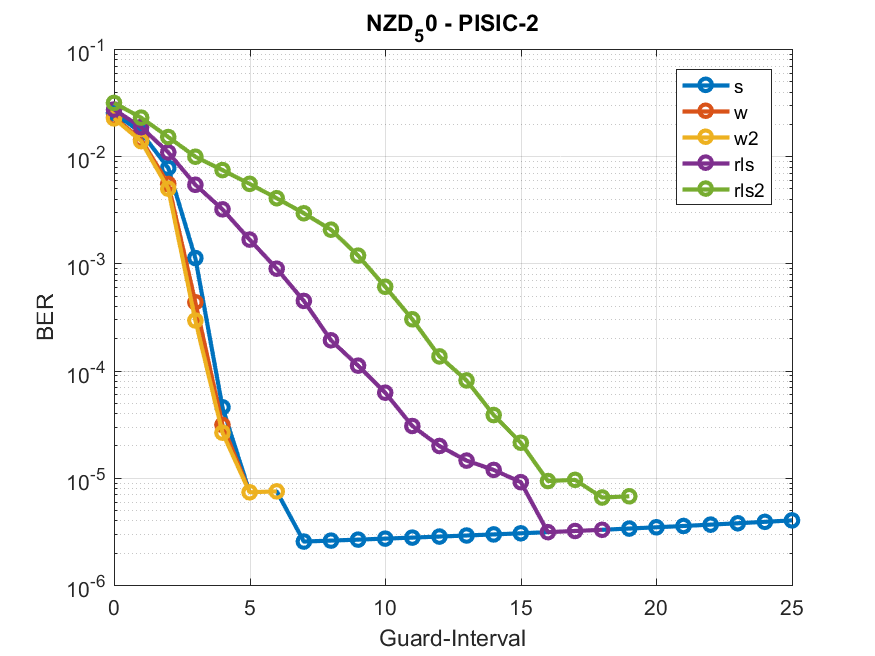 NZD₅0 - PISIC-2
10⁻¹
10⁻²
10⁻³
10⁻⁴
10⁻⁵
10⁻⁶
BER
s
w
w2
rls
rls2
0 5 10 15 20 25
Guard-Interval